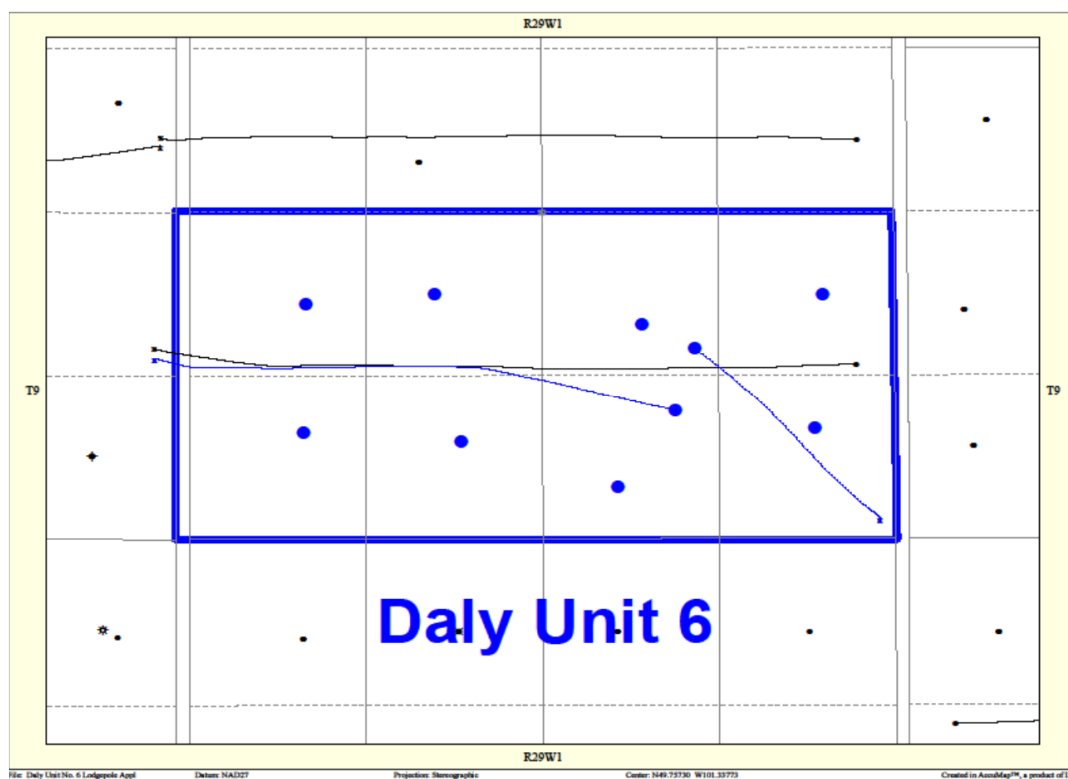 R29W1
T9 T9
Daly Unit 6
R29W1
File: Daly Unit No. 6 Lodgepole Appl Datum: NAD27 Projection: Stereographic Center: N49.75730 W101.33773 Created in AccuMap™, a product of